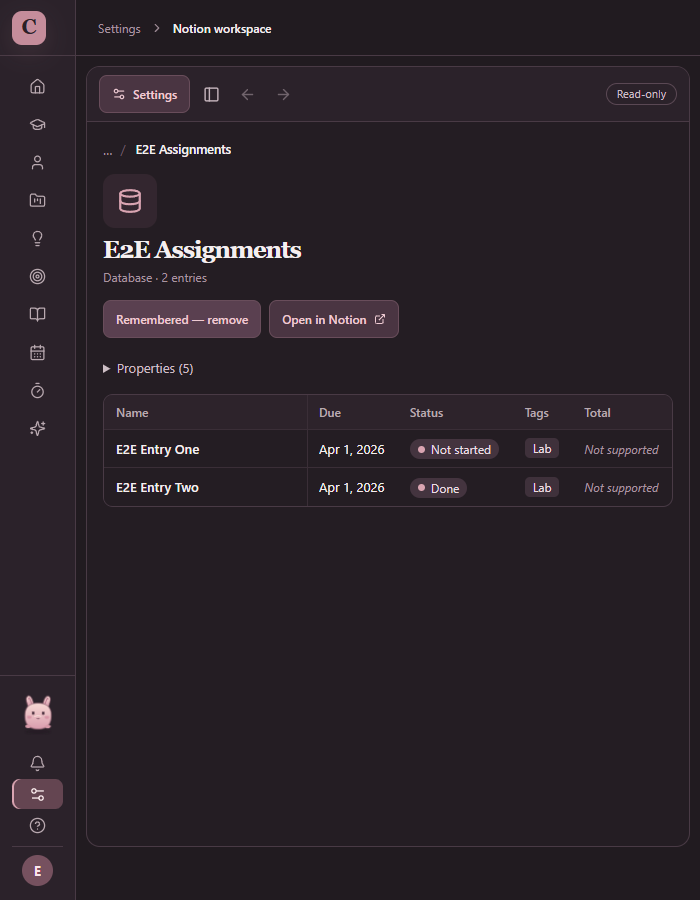 C
Settings > Notion workspace
Settings
Read-only
... / E2E Assignments
E2E Assignments
Database · 2 entries
Remembered — remove
Open in Notion
Properties (5)
Name Due Status Tags Total
E2E Entry One Apr 1, 2026 Not started Lab Not supported
E2E Entry Two Apr 1, 2026 Done Lab Not supported
E